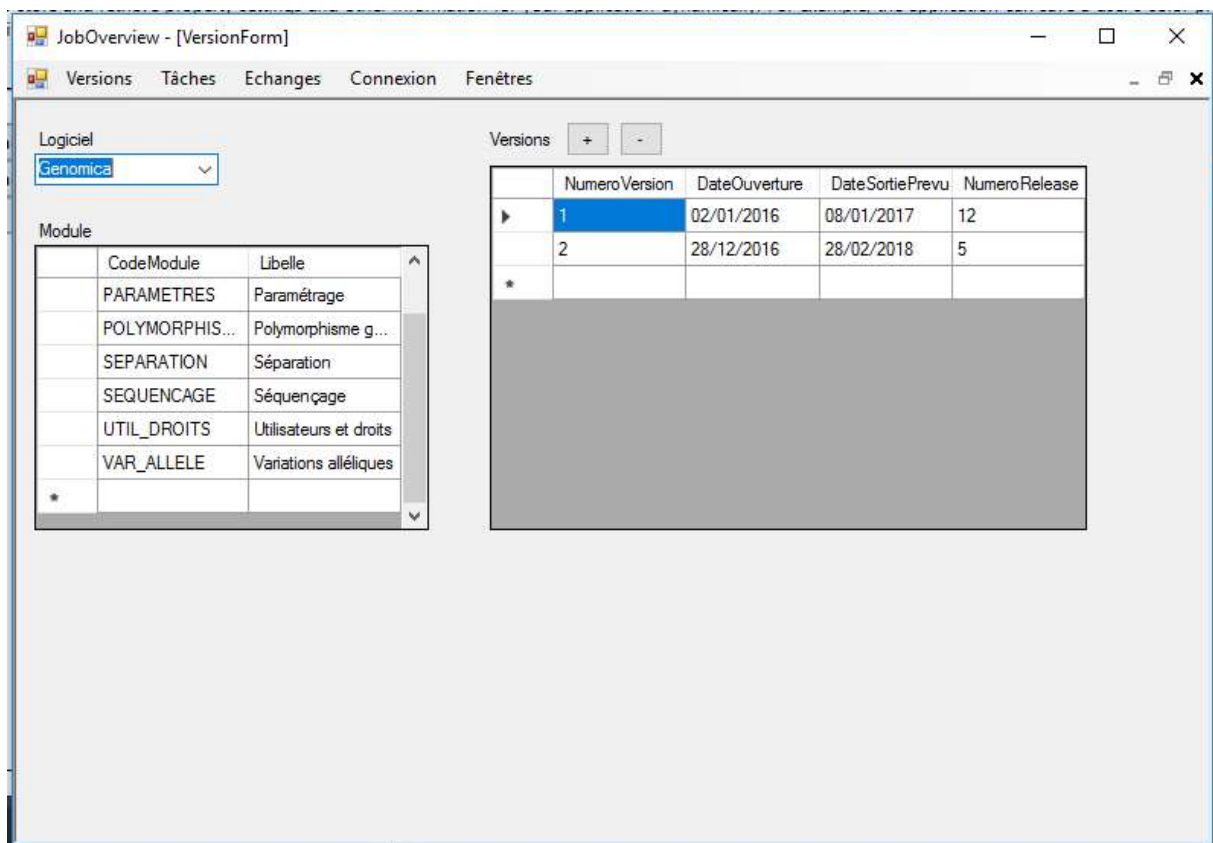 JobOverview - [VersionForm]
Versions Tâches Echanges Connexion Fenêtres
Logiciel
Genomica
Module
CodeModule Libelle
PARAMETRES Paramétrage
POLYMORPHIS... Polymorphisme g...
SEPARATION Séparation
SEQUENCAGE Séquençage
UTIL_DROITS Utilisateurs et droits
VAR_ALLELE Variations alléliques
*
Versions + -
NumeroVersion DateOuverture DateSortiePrevu NumeroRelease
1 02/01/2016 08/01/2017 12
2 28/12/2016 28/02/2018 5
*